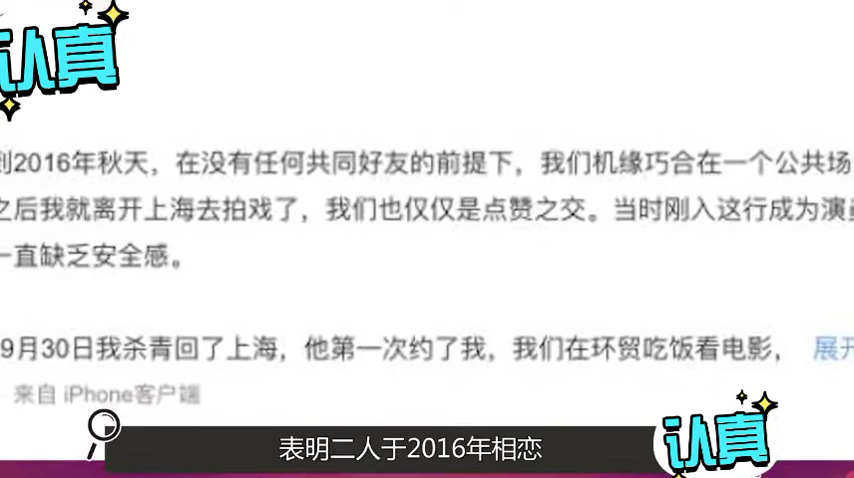 认真
到2016年秋天，在没有任何共同好友的前提下，我们机缘巧合在一个公共场
之后我就离开上海去拍戏了，我们也仅仅是点赞之交。当时刚入这行成为演员
一直缺乏安全感。
9月30日我杀青回了上海，他第一次约了我，我们在环贸吃饭看电影， 展开
来自 iPhone客户端
表明二人于2016年相恋
认真